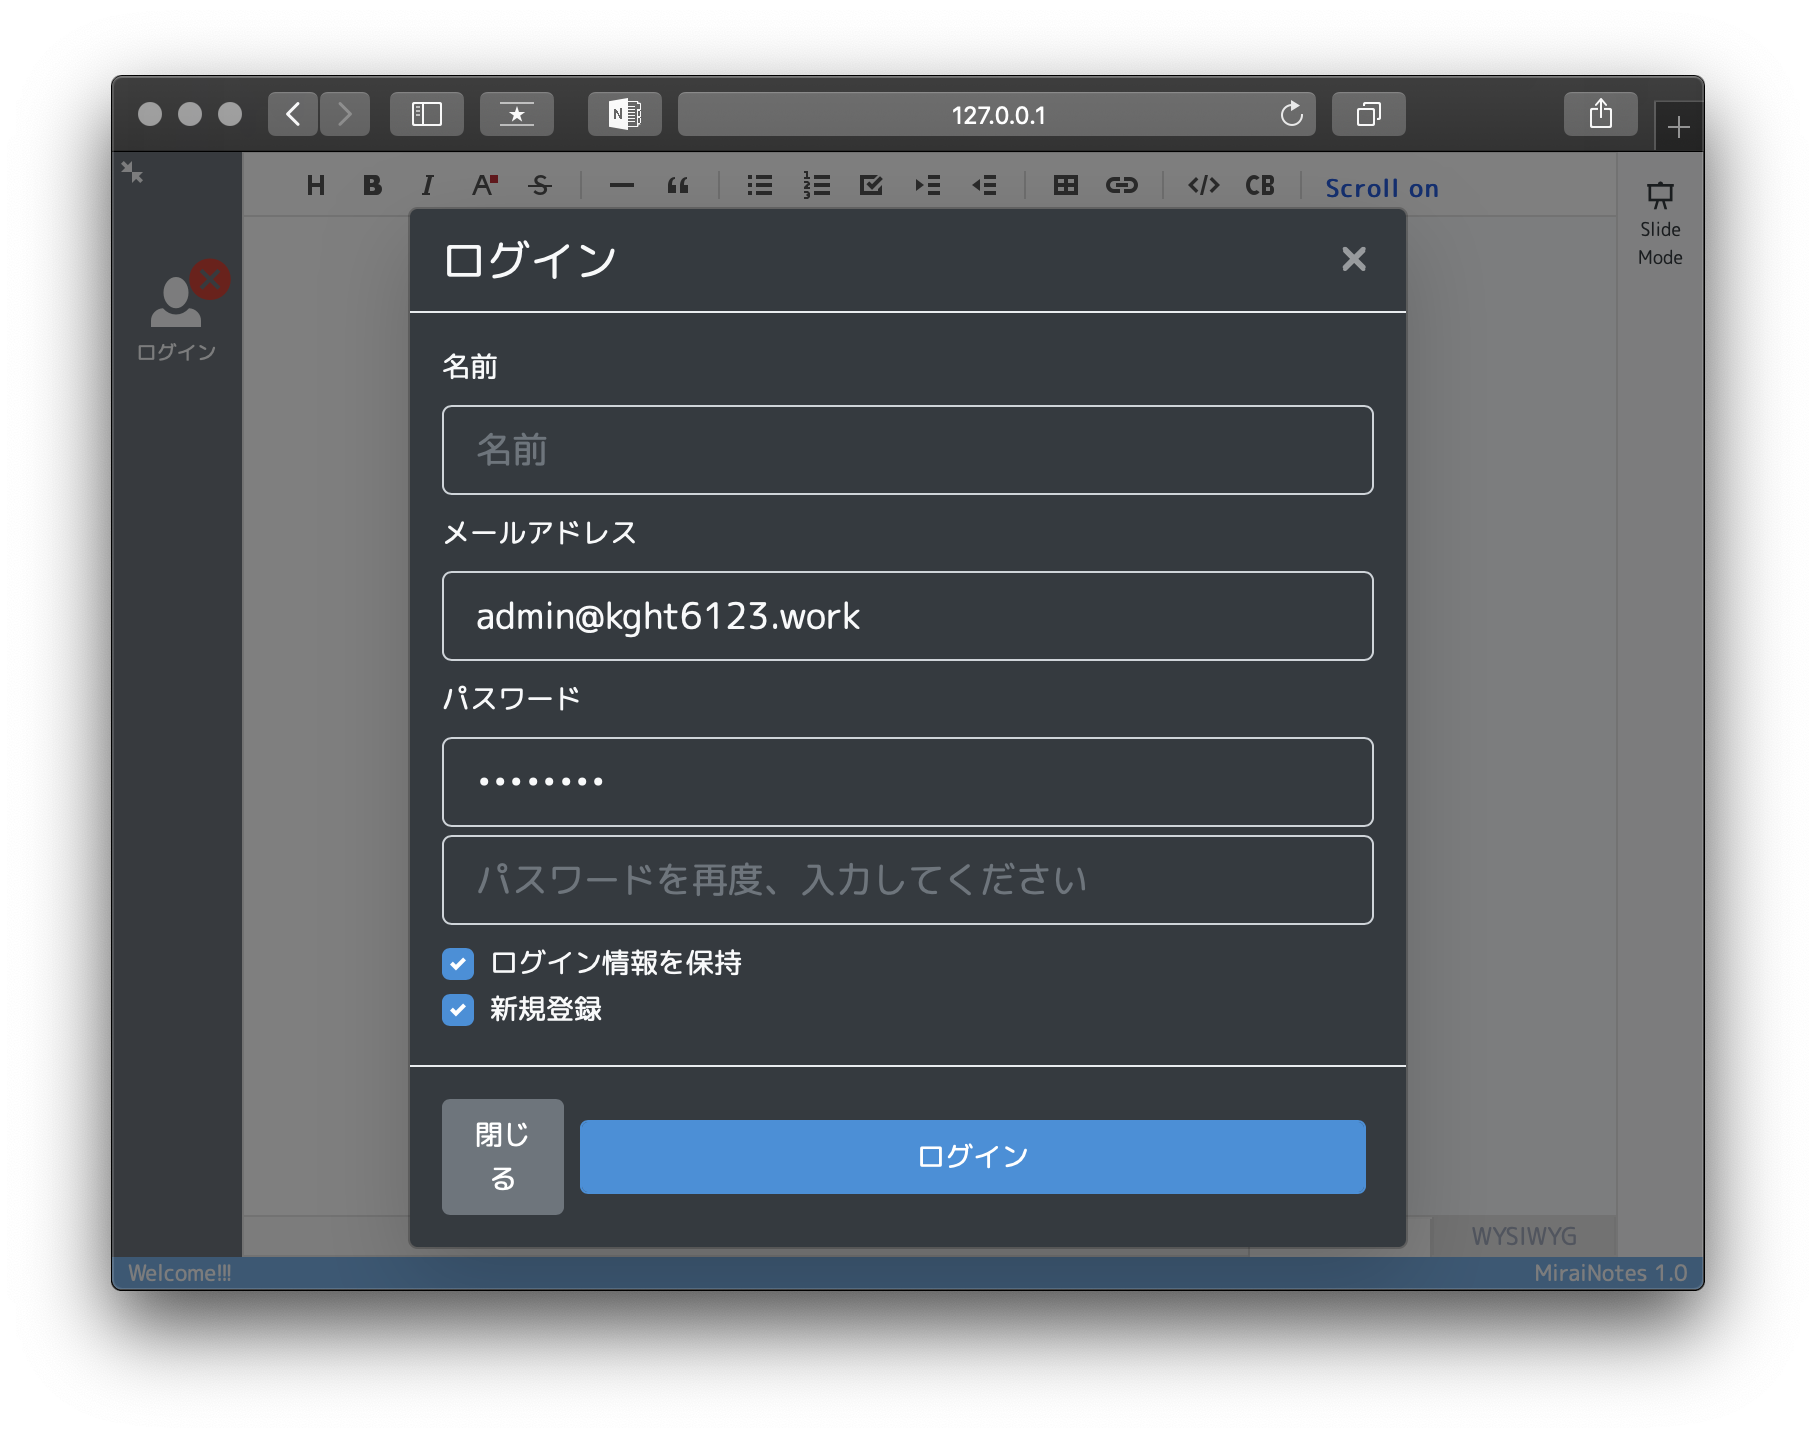 127.0.0.1
H B I A S “ CB Scroll on
Slide
Mode
ログイン
ログイン
名前
名前
メールアドレス
admin@kght6123.work
パスワード
••••••••
パスワードを再度、入力してください
ログイン情報を保持
新規登録
閉じ
る
ログイン
WYSIWYG
Welcome!!!
MiraiNotes 1.0